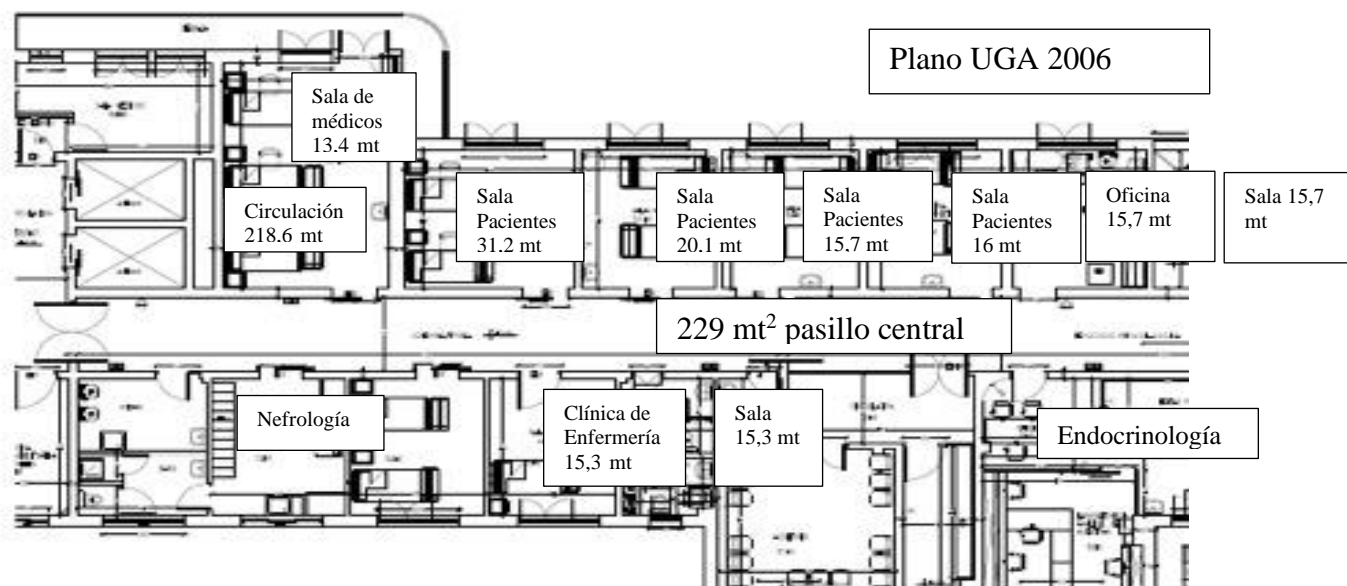 Plano UGA 2006
Sala de
médicos
13.4 mt
Circulación
218.6 mt
Sala
Pacientes
31.2 mt
Sala
Pacientes
20.1 mt
Sala
Pacientes
15.7 mt
Sala
Pacientes
16 mt
Oficina
15,7 mt
Sala 15,7
mt
229 mt² pasillo central
Nefrología
Clínica de
Enfermería
15,3 mt
Sala
15,3 mt
Endocrinología